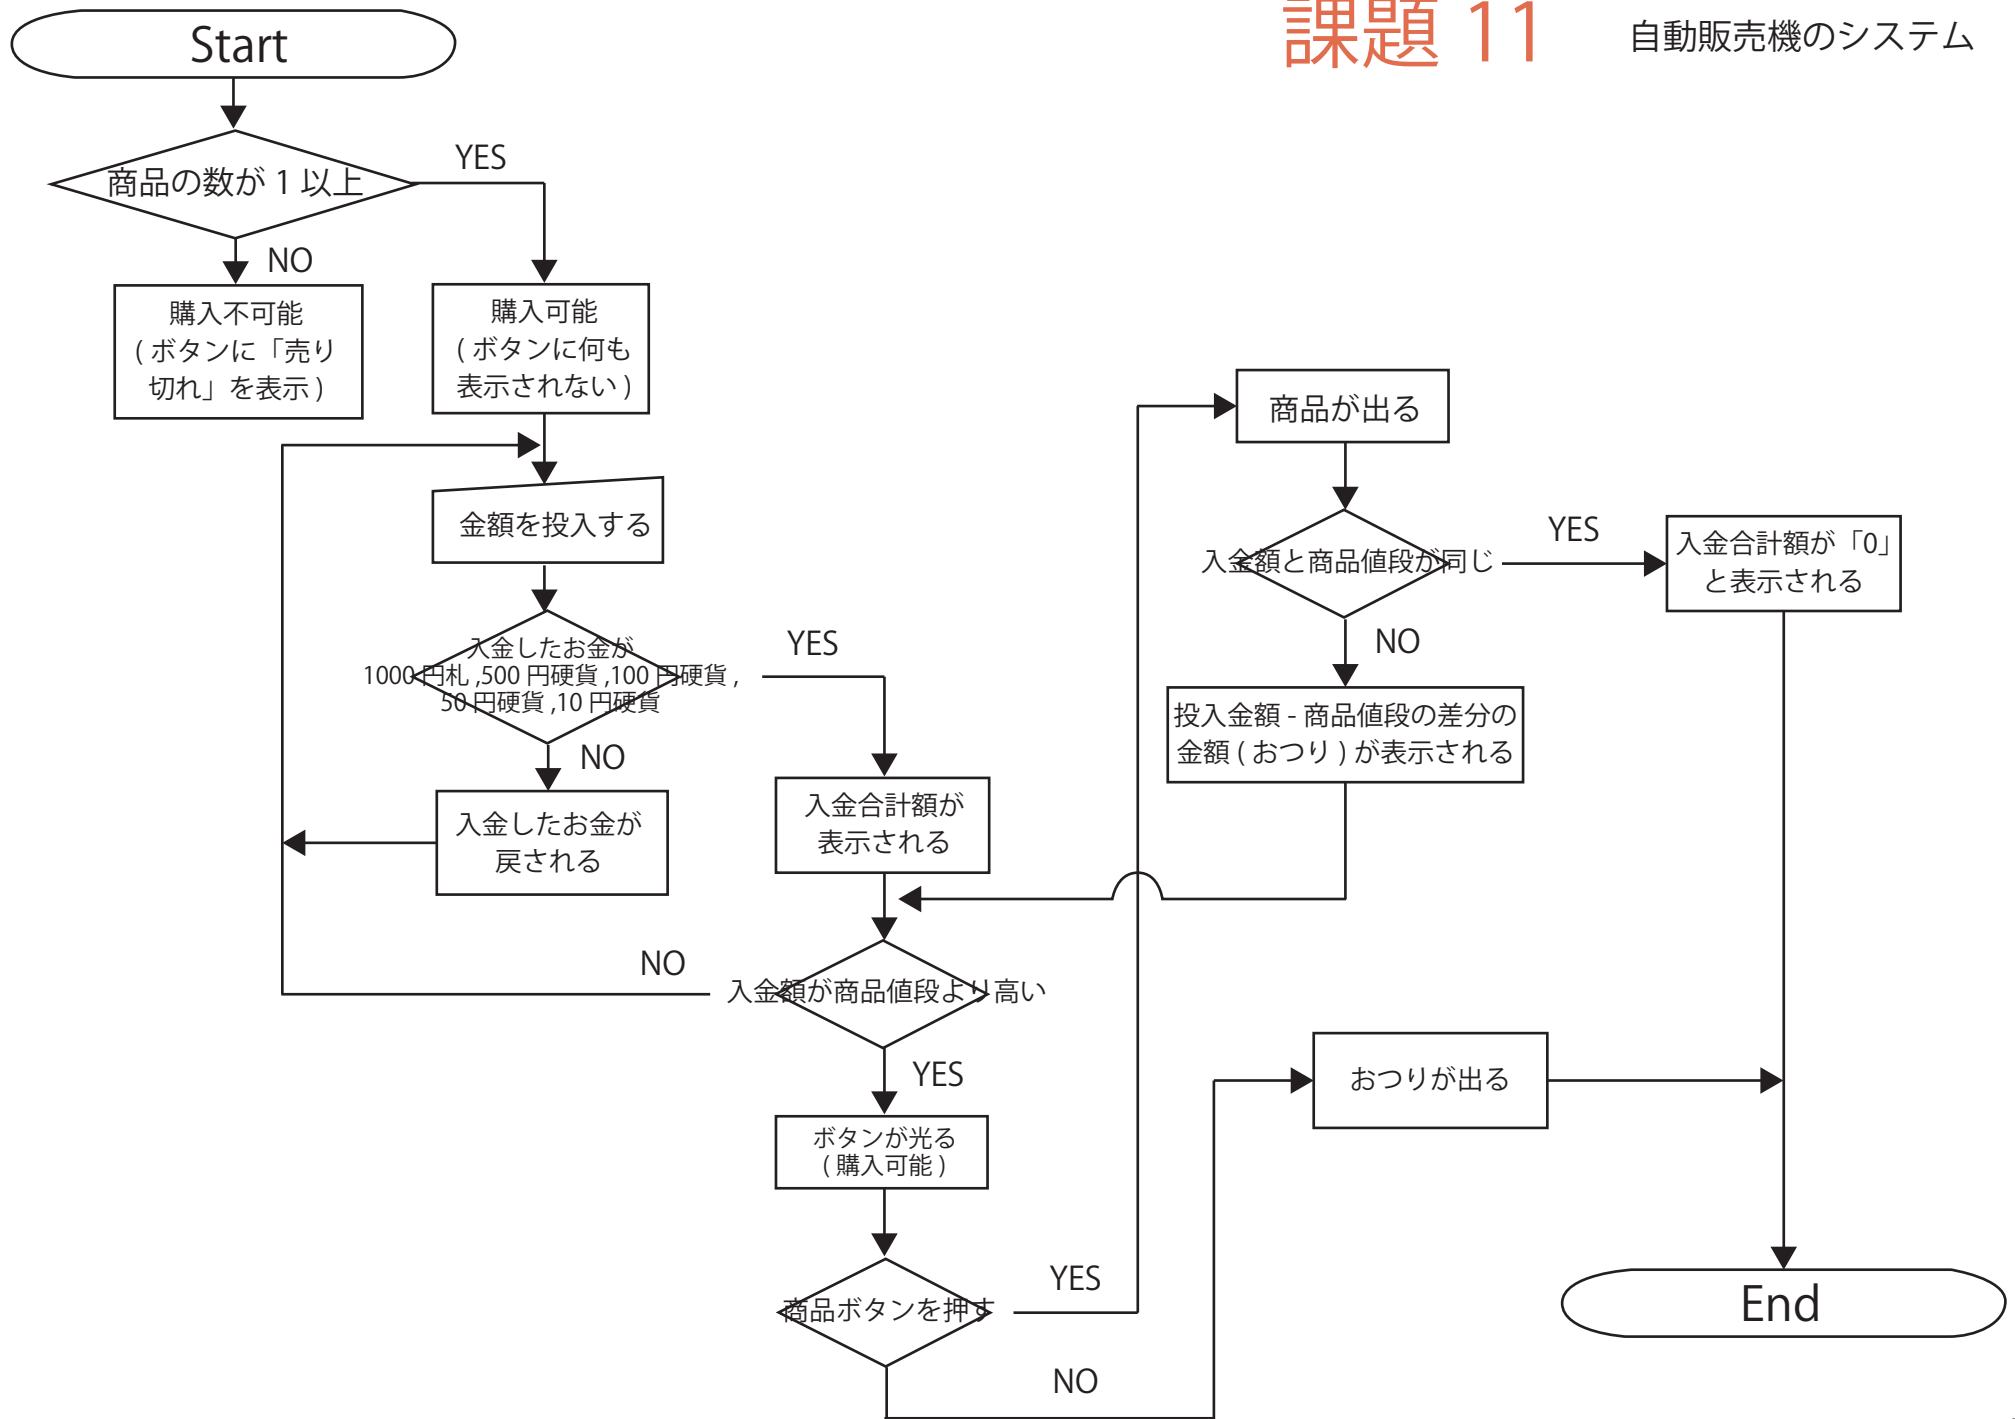 課題 11
自動販売機のシステム
Start
商品の数が 1 以上
YES
NO
購入不可能
( ボタンに「売り
切れ」を表示 )
購入可能
( ボタンに何も
表示されない )
金額を投入する
入金したお金が
1000 円札 ,500 円硬貨 ,100 円硬貨 ,
50 円硬貨 ,10 円硬貨
YES
NO
入金したお金が
戻される
入金合計額が
表示される
入金額が商品値段より高い
NO
YES
ボタンが光る
( 購入可能 )
商品ボタンを押す
YES
NO
商品が出る
入金額と商品値段が同じ
YES
NO
入金合計額が「0」
と表示される
投入金額 - 商品値段の差分の
金額 ( おつり ) が表示される
おつりが出る
End